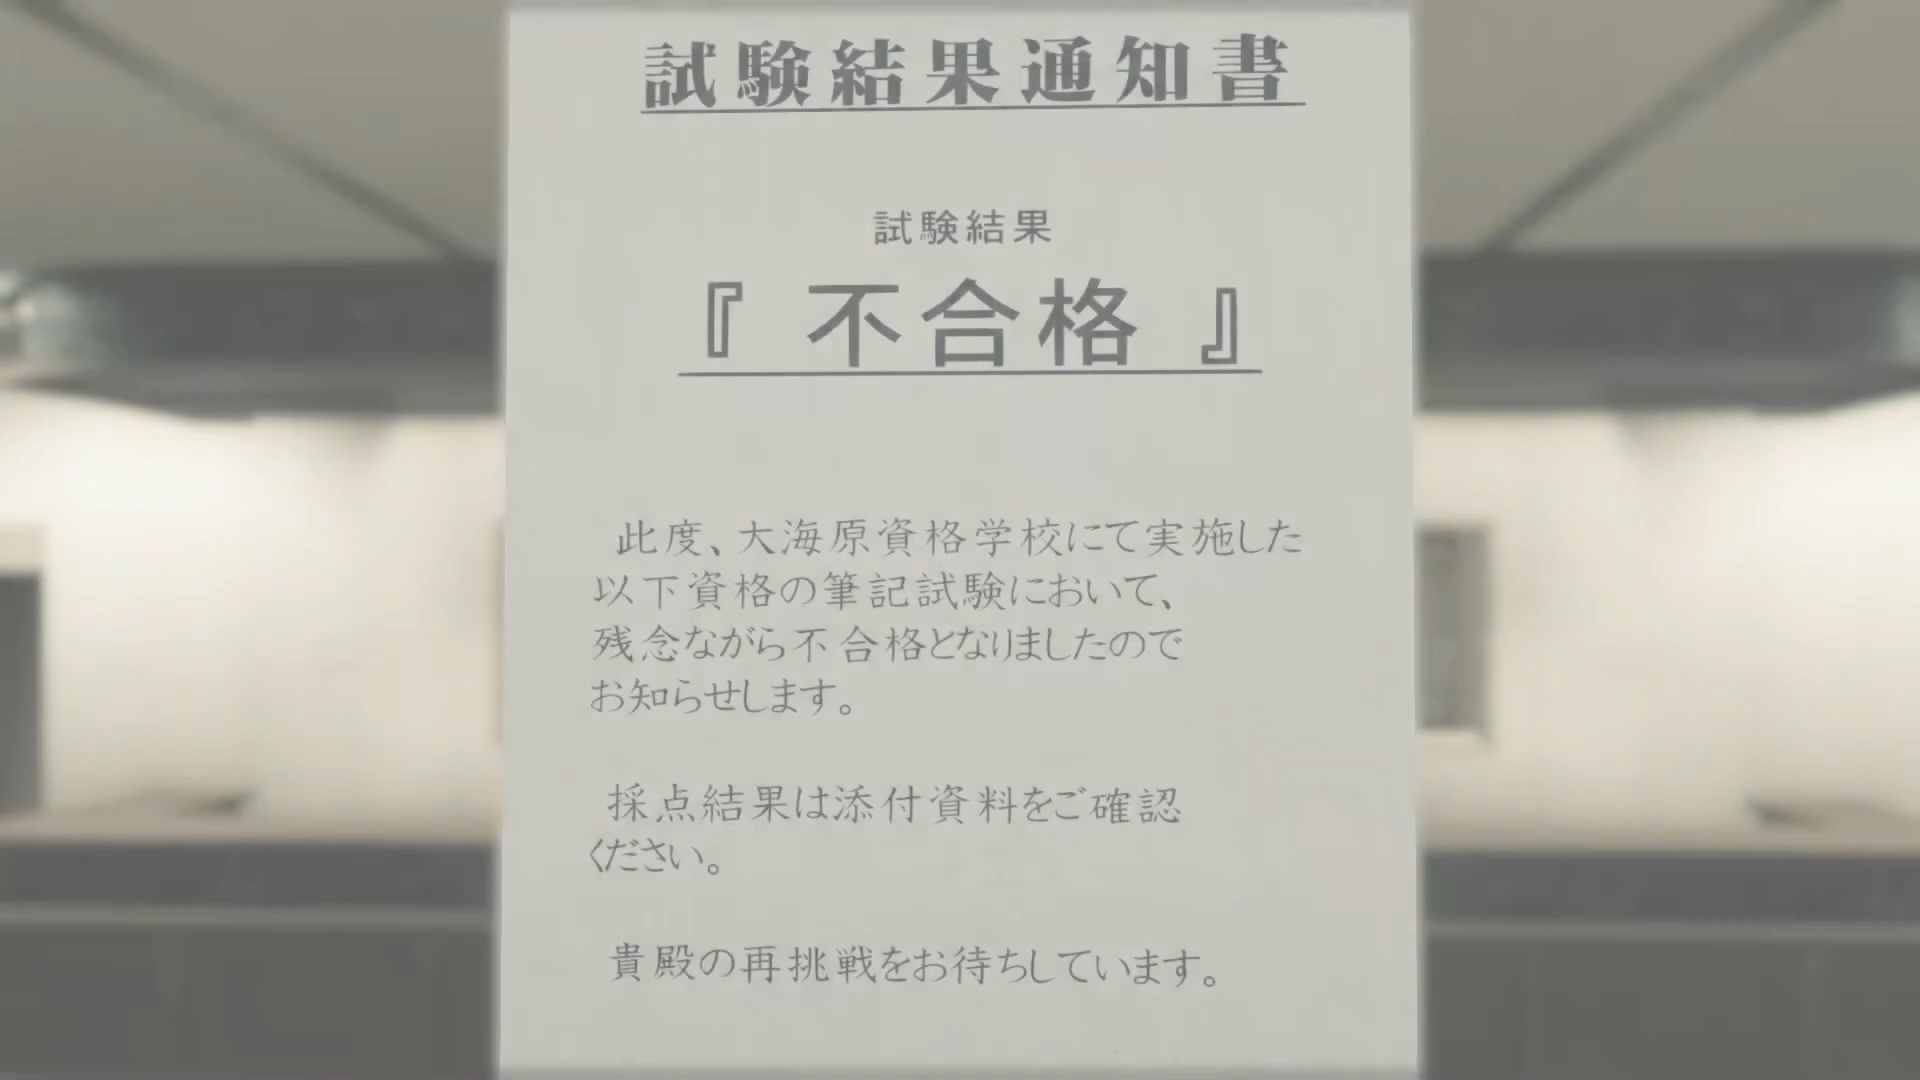 試験結果通知書
試験結果
『 不合格 』
此度、大海原資格学校にて実施した
以下資格の筆記試験において、
残念ながら不合格となりましたので
お知らせします。
採点結果は添付資料をご確認
ください。
貴殿の再挑戦をお待ちしています。